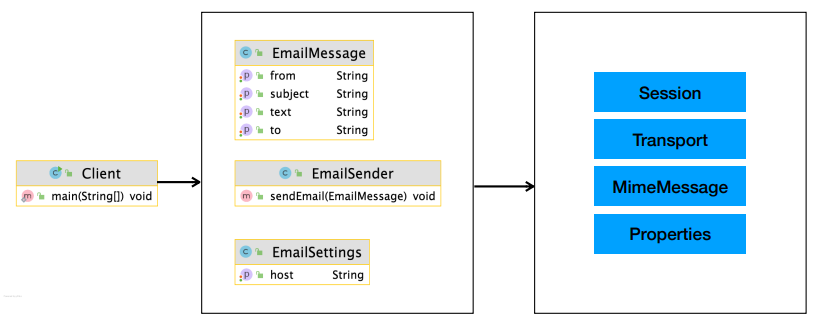 Client
main(String[]) void
EmailMessage
from String
subject String
text String
to String
EmailSender
sendEmail(EmailMessage) void
EmailSettings
host String
Session
Transport
MimeMessage
Properties